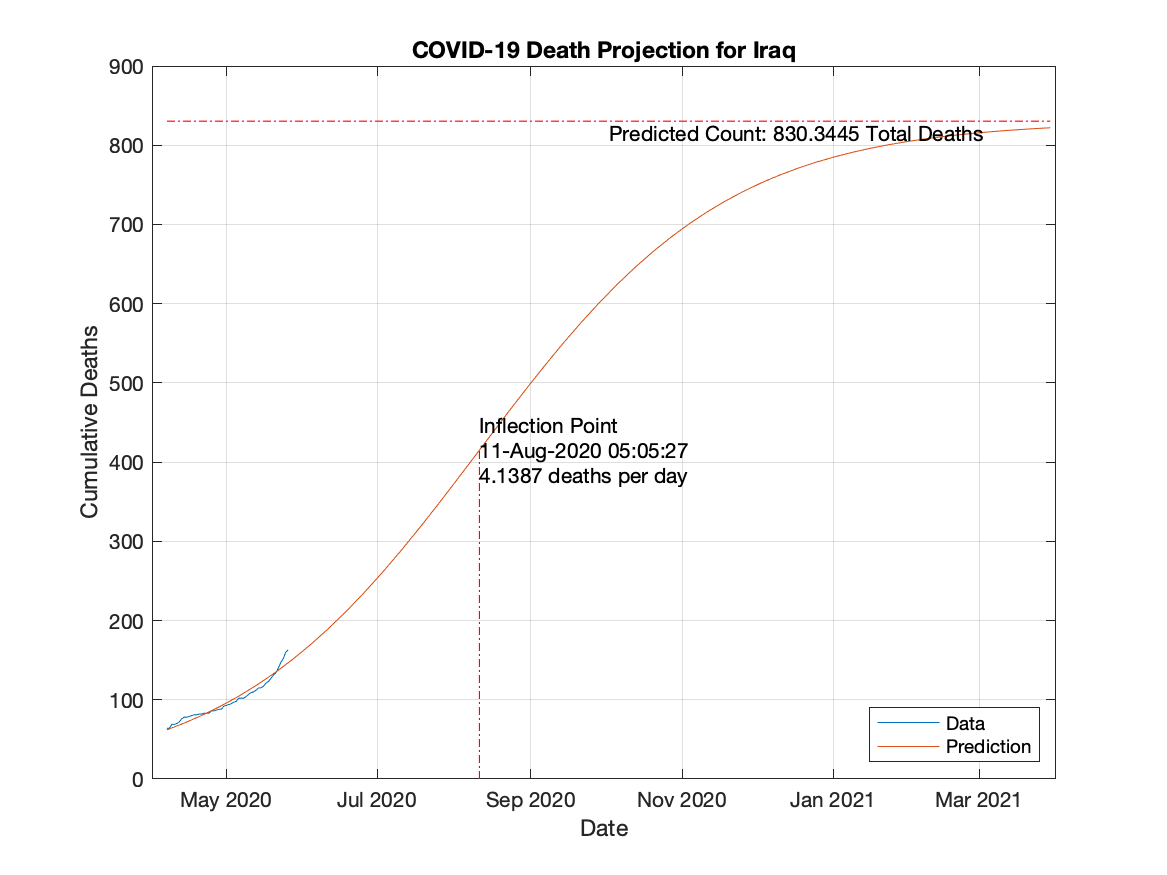 COVID-19 Death Projection for Iraq
900
800
700
600
500
400
300
200
100
0
Cumulative Deaths
Predicted Count: 830.3445 Total Deaths
Inflection Point
11-Aug-2020 05:05:27
4.1387 deaths per day
Data
Prediction
May 2020 Jul 2020 Sep 2020 Nov 2020 Jan 2021 Mar 2021
Date